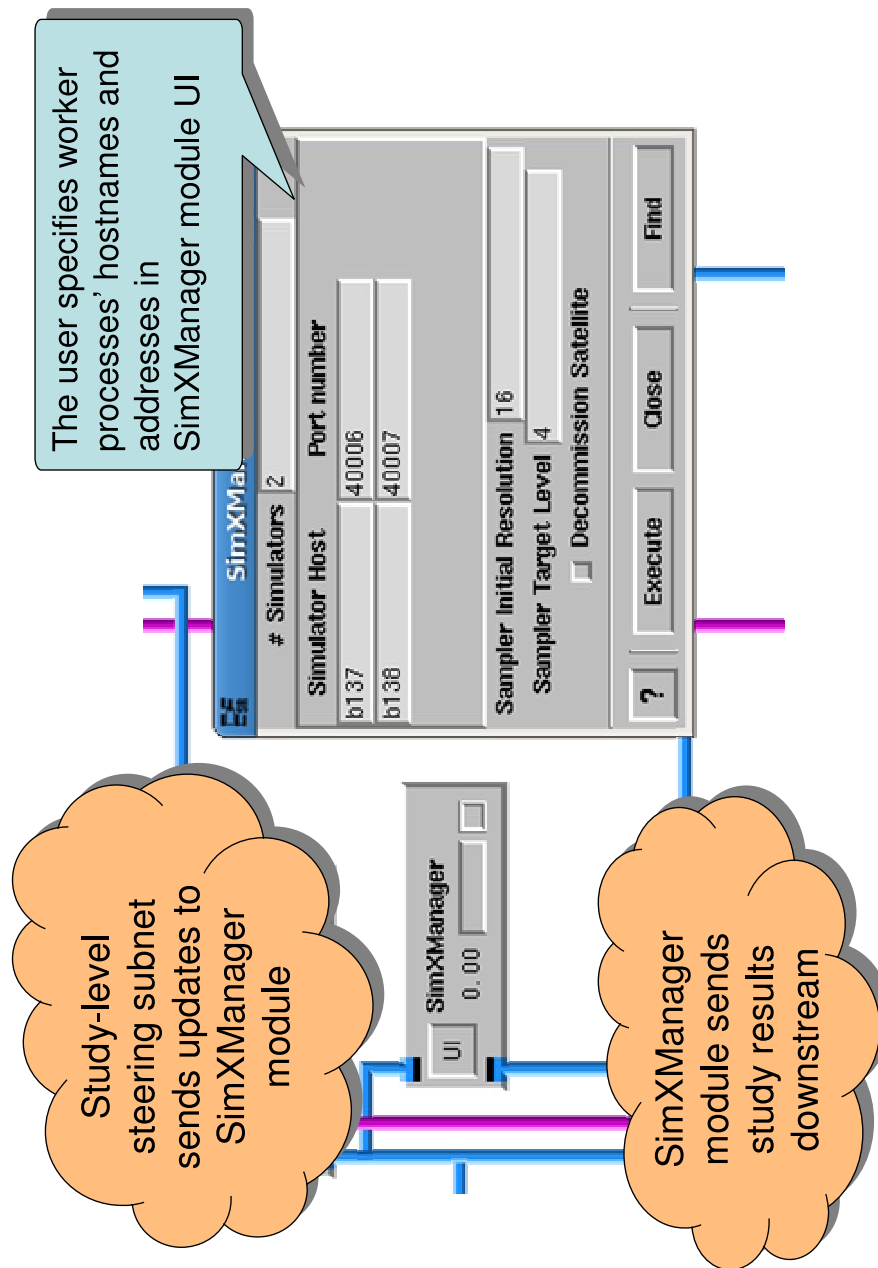 Study-level
steering subnet
sends updates to
SimXManager
module
The user specifies worker
processes’ hostnames and
addresses in
SimXManager module UI
SimXMa
# Simulators 2
Simulator Host Port number
b137 40006
b138 40007
Sampler Initial Resolution 16
Sampler Target Level 4
Decommission Satellite
? Execute Close Find
SimXManager
UI 0.00
SimXManager
module sends
study results
downstream